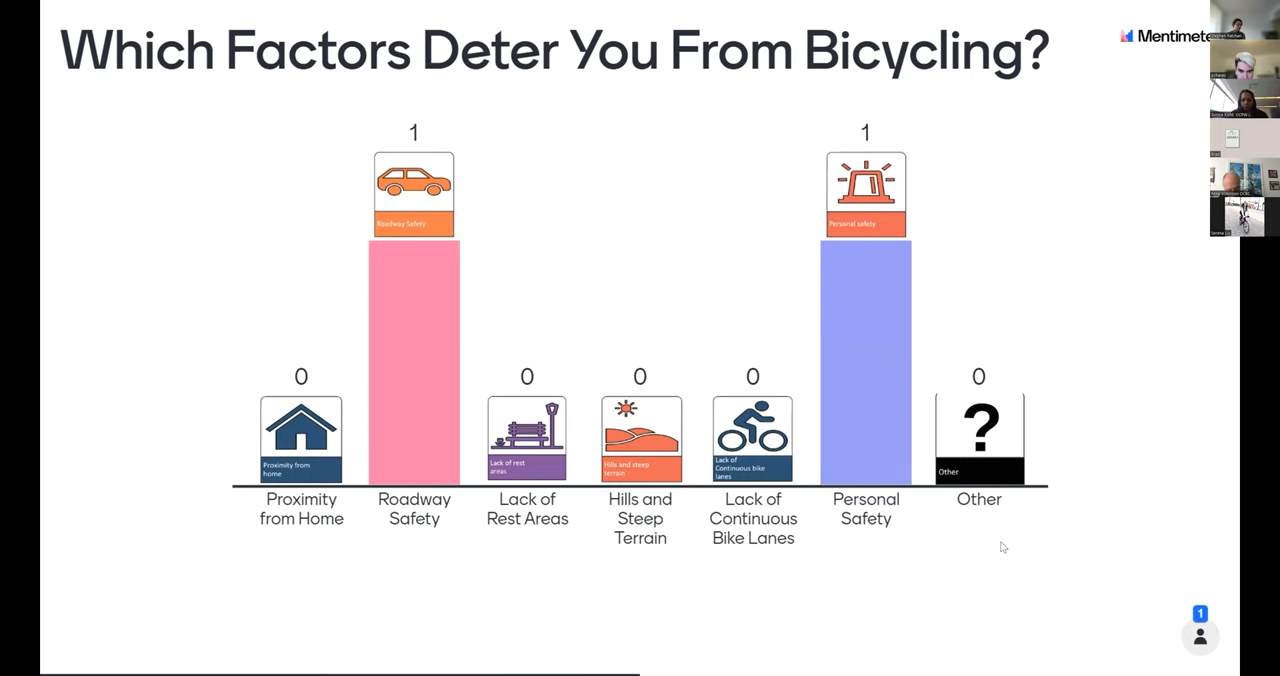 Which Factors Deter You From Bicycling?
Mentimete
1
1
Roadway Safety
Personal safety
0
0
0
0
0
Proximity from
home
Lack of rest
areas
Hills and steep
terrain
Lack of
Continuous bike
lanes
?
Other
Proximity
from Home
Roadway
Safety
Lack of
Rest Areas
Hills and
Steep
Terrain
Lack of
Continuous
Bike Lanes
Personal
Safety
Other
1